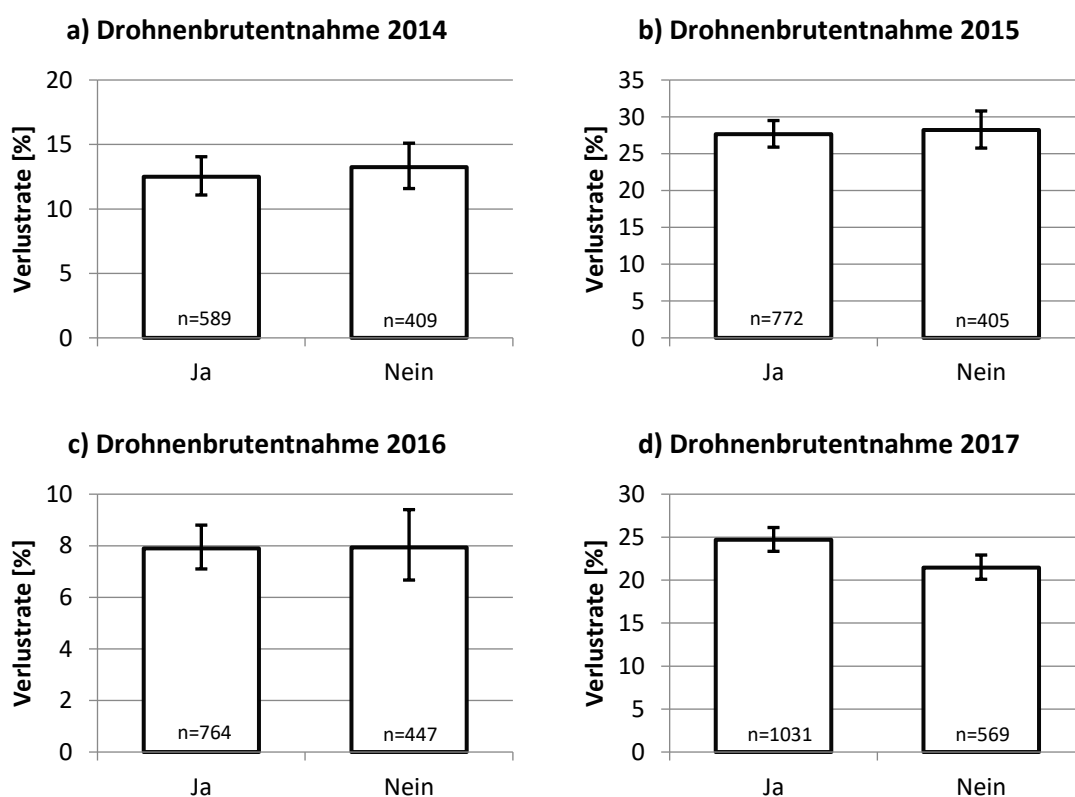 a) Drohnenbrutentnahme 2014
Verlustrate [%]
20
15
10
5
0
n=589
n=409
Ja
Nein
b) Drohnenbrutentnahme 2015
Verlustrate [%]
35
30
25
20
15
10
5
0
n=772
n=405
Ja
Nein
c) Drohnenbrutentnahme 2016
Verlustrate [%]
10
8
6
4
2
0
n=764
n=447
Ja
Nein
d) Drohnenbrutentnahme 2017
Verlustrate [%]
30
25
20
15
10
5
0
n=1031
n=569
Ja
Nein